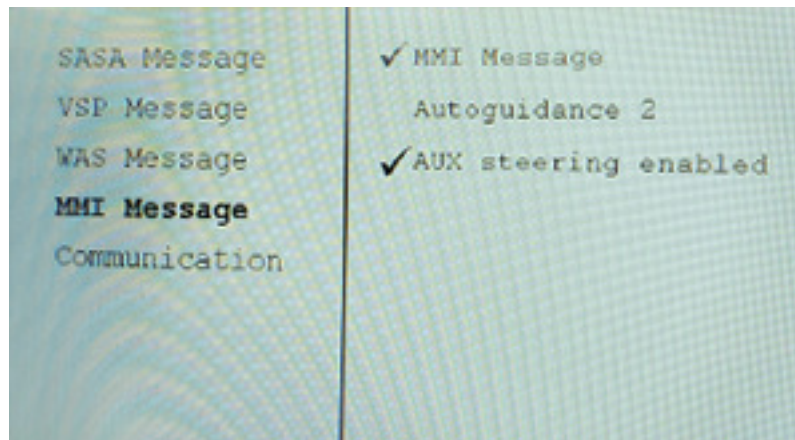 SASA Message
VSP Message
WAS Message
MMI Message
Communication
✓ MMI Message
Autoguidance 2
✓ AUX steering enabled